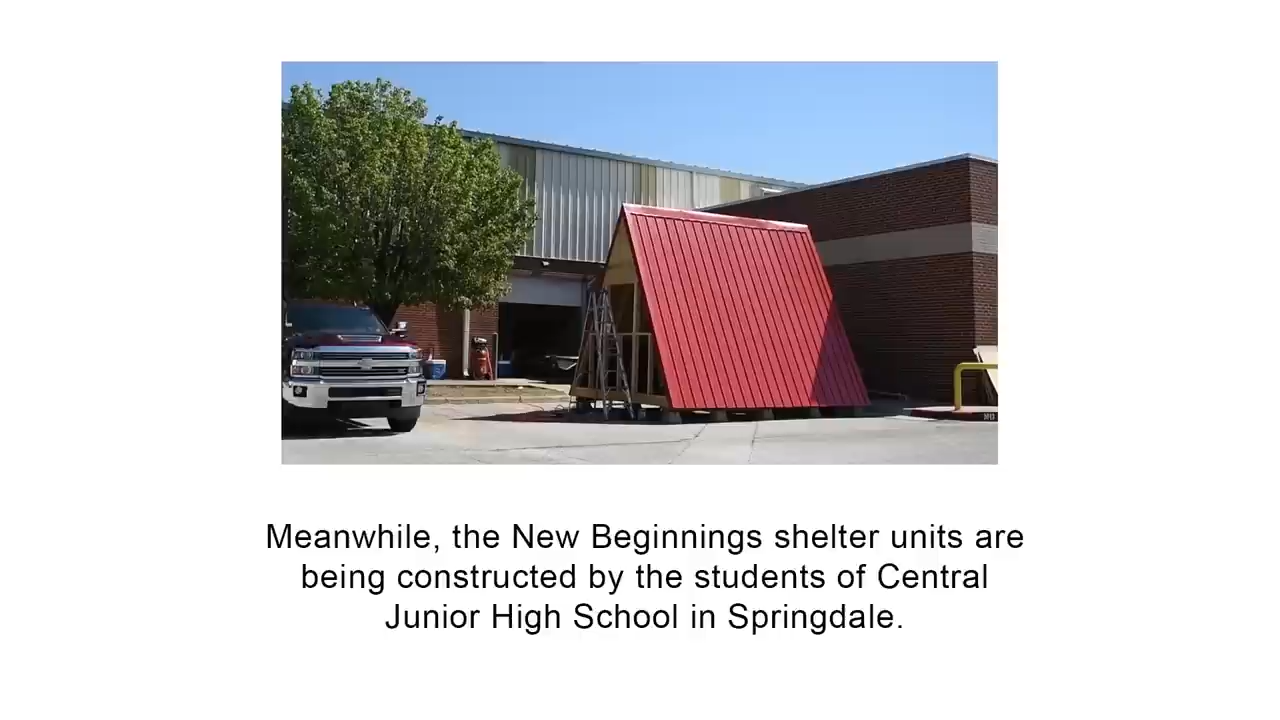 Meanwhile, the New Beginnings shelter units are
being constructed by the students of Central
Junior High School in Springdale.